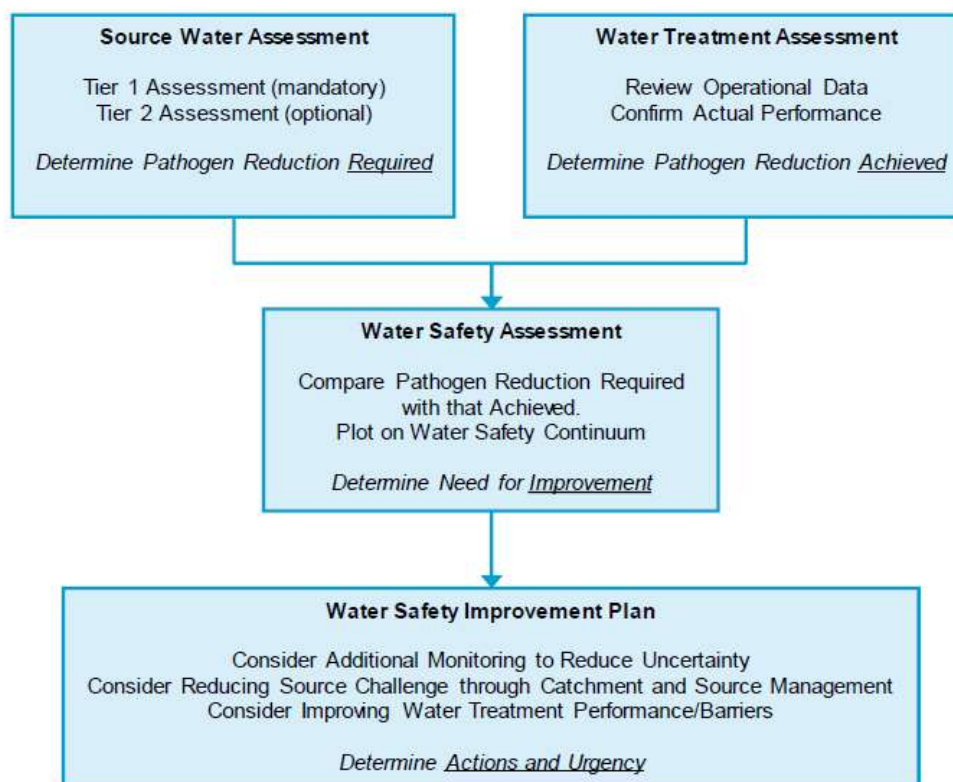 Source Water Assessment
Tier 1 Assessment (mandatory)
Tier 2 Assessment (optional)
Determine Pathogen Reduction Required
Water Treatment Assessment
Review Operational Data
Confirm Actual Performance
Determine Pathogen Reduction Achieved
Water Safety Assessment
Compare Pathogen Reduction Required
with that Achieved.
Plot on Water Safety Continuum
Determine Need for Improvement
Water Safety Improvement Plan
Consider Additional Monitoring to Reduce Uncertainty
Consider Reducing Source Challenge through Catchment and Source Management
Consider Improving Water Treatment Performance/Barriers
Determine Actions and Urgency